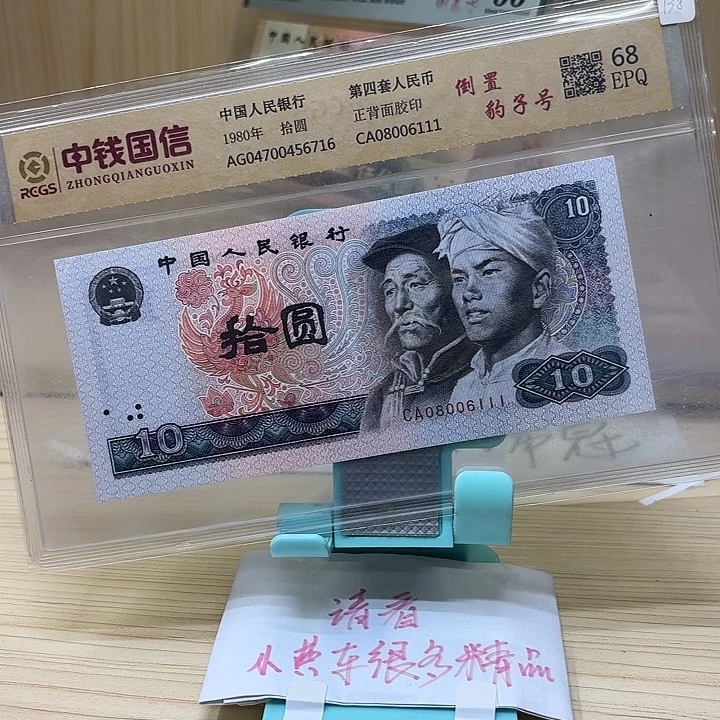 138
中钱国信
RCGS
ZHONGQIANGUOXIN
中国人民银行
1980年 拾圆
AG04700456716
第四套人民币
正背面胶印
CA08006111
倒置
豹子号
68
EPQ
中国人民银行
10
拾圆
CA08006111
10
10
请看
小黄车很多精品